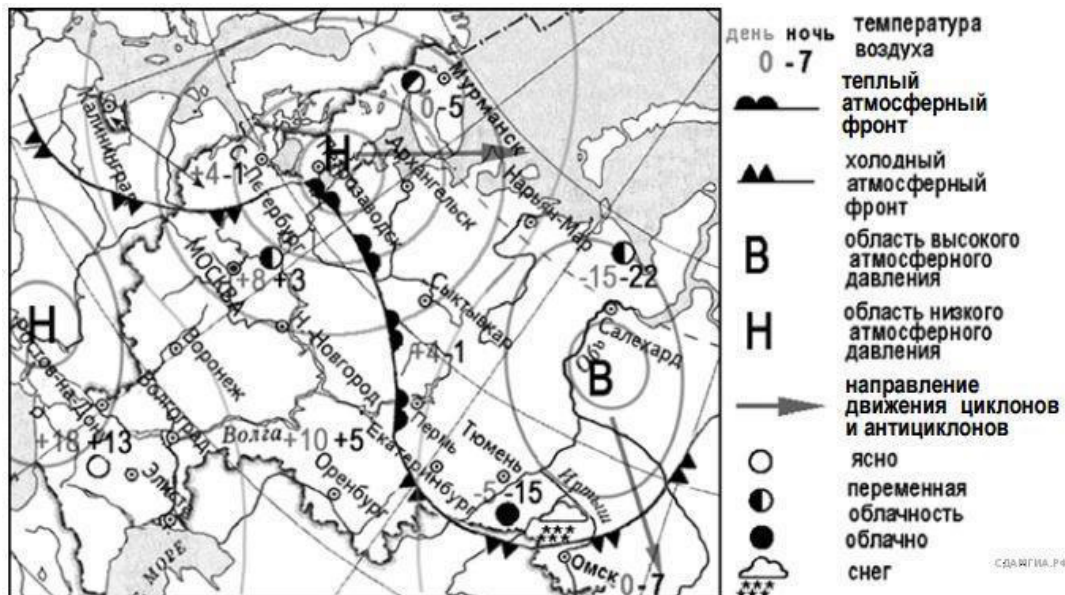 Мурманск
0-5
Калининград
С.-Петербург
+4-1
Н
Петрозаводск
Архангельск
Нарьян-Мар
МОСКВА
+8+3
-15-22
Сыктывкар
Салехард
Обь
В
Н
Н. Новгород
+4-1
Воронеж
Ростов-на-Дону
Волгоград
Волга
+10+5
Пермь
Екатеринбург
Тюмень
+18+13
Элиста
Оренбург
-5-15
Иртыш
МОРЕ
Омск
0-7
день ночь температура
0 -7 воздуха
теплый
атмосферный
фронт
холодный
атмосферный
фронт
В
область высокого
атмосферного
давления
Н
область низкого
атмосферного
давления
направление
движения циклонов
и антициклонов
ясно
переменная
облачность
облачно
снег
СДАМГИА.РФ